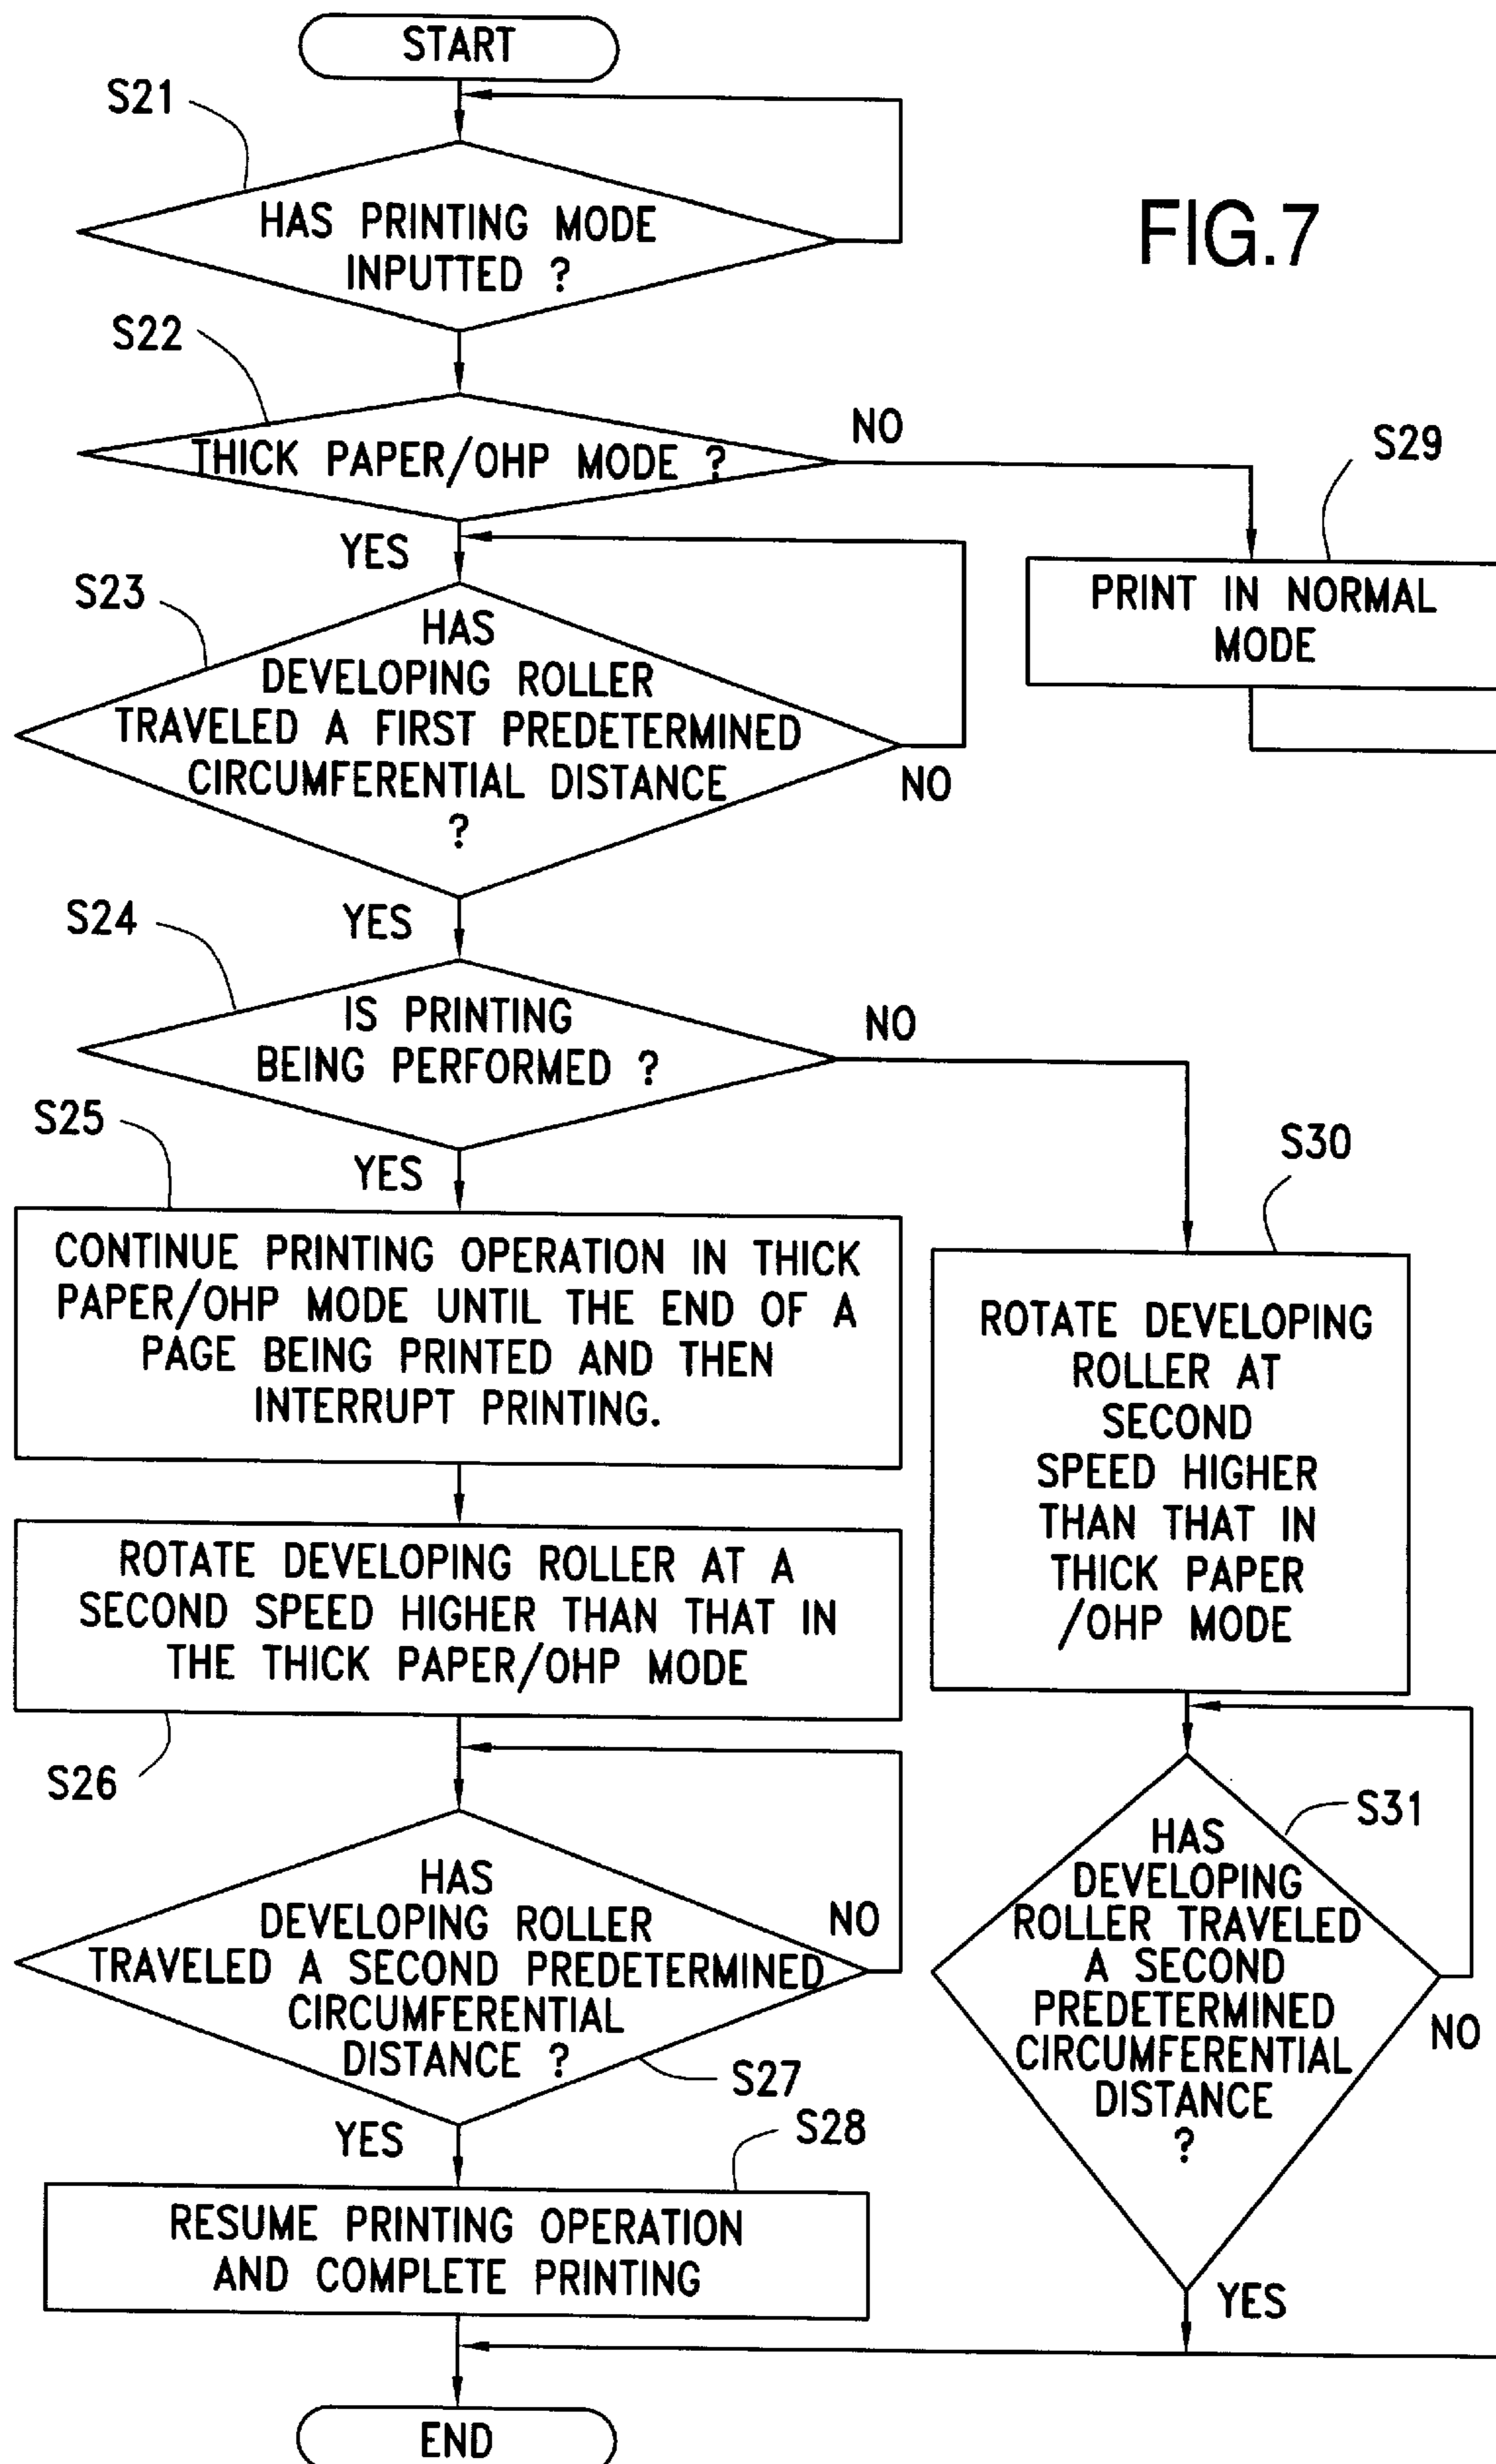 START
S21
HAS PRINTING MODE
INPUTTED ?
FIG.7
S22
THICK PAPER/OHP MODE ?
NO
S29
YES
PRINT IN NORMAL
MODE
S23
HAS
DEVELOPING ROLLER
TRAVELED A FIRST PREDETERMINED
CIRCUMFERENTIAL DISTANCE
?
NO
YES
S24
IS PRINTING
BEING PERFORMED ?
NO
S25
YES
S30
CONTINUE PRINTING OPERATION IN THICK
PAPER/OHP MODE UNTIL THE END OF A
PAGE BEING PRINTED AND THEN
INTERRUPT PRINTING.
ROTATE DEVELOPING
ROLLER AT
SECOND
SPEED HIGHER
THAN THAT IN
THICK PAPER
/OHP MODE
ROTATE DEVELOPING ROLLER AT A
SECOND SPEED HIGHER THAN THAT IN
THE THICK PAPER/OHP MODE
S26
S31
HAS
DEVELOPING ROLLER
TRAVELED A SECOND PREDETERMINED
CIRCUMFERENTIAL
DISTANCE ?
NO
S27
HAS
DEVELOPING
ROLLER TRAVELED
A SECOND
PREDETERMINED
CIRCUMFERENTIAL
DISTANCE
?
NO
YES
S28
RESUME PRINTING OPERATION
AND COMPLETE PRINTING
YES
END